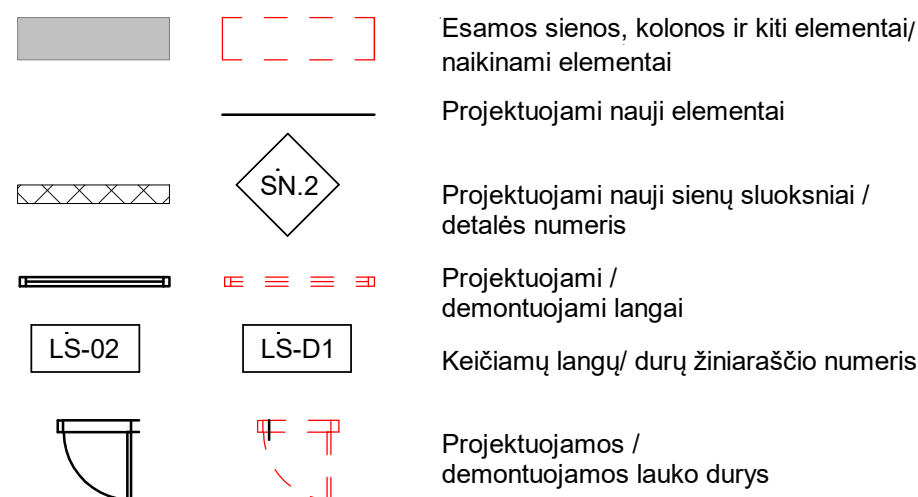 Esamos sienos, kolonos ir kiti elementai/
naikinami elementai
Projektuojami nauji elementai
SN.2
Projektuojami nauji sienų sluoksniai /
detalės numeris
Projektuojami /
demontuojami langai
LS-02
LS-D1
Keičiamų langų/ durų žiniaraščio numeris
Projektuojamos /
demontuojamos lauko durys